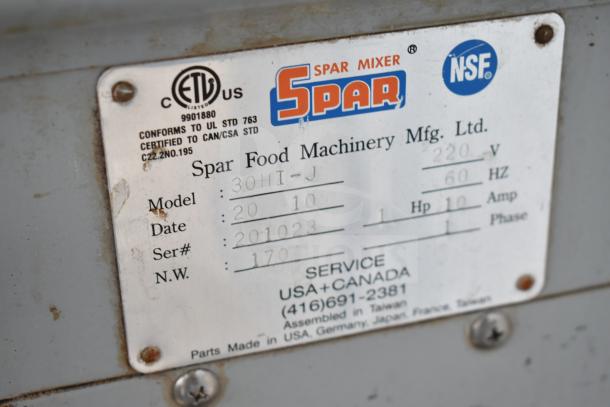 C ETL US
LISTED
9901880
CONFORMS TO UL STD 763
CERTIFIED TO CAN/CSA STD
C22.2NO.195
SPAR MIXER ®
SPAR
NSF®
Spar Food Machinery Mfg. Ltd.
Model : 30HI-J 220 V
Date : 20 10 60 HZ
Ser# : 201023 1 Hp 10 Amp
N.W. : 1 Phase
SERVICE
USA+CANADA
(416)691-2381
Assembled in Taiwan
Parts Made in USA, Germany, Japan, France, Taiwan